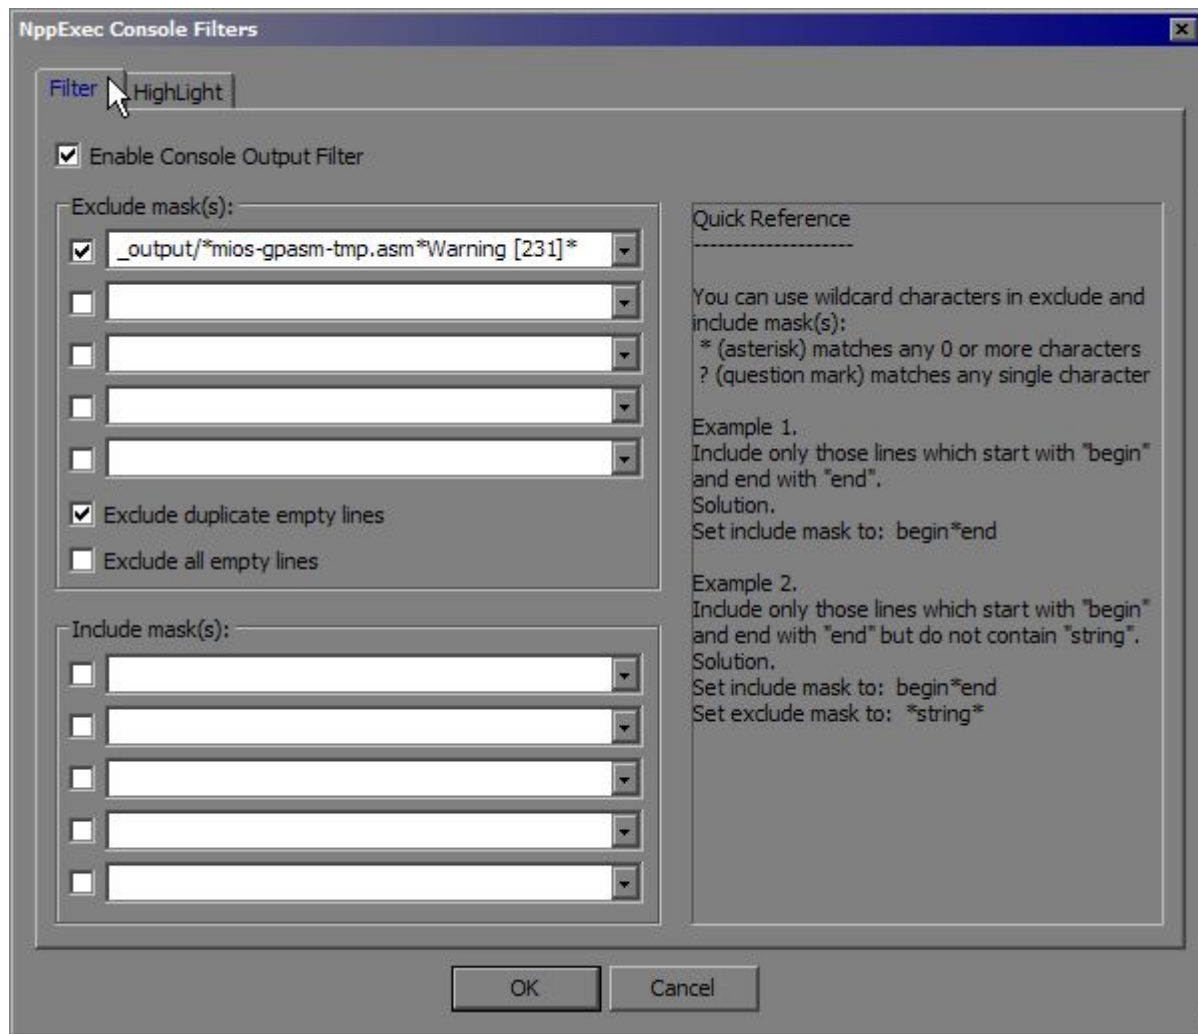 NppExec Console Filters
Filter
HighLight
Enable Console Output Filter
Exclude mask(s):
_output/*mios-gpasm-tmp.asm*Warning [231]*
Exclude duplicate empty lines
Exclude all empty lines
Include mask(s):
Quick Reference
--------------------
You can use wildcard characters in exclude and
include mask(s):
* (asterisk) matches any 0 or more characters
? (question mark) matches any single character
Example 1.
Include only those lines which start with "begin"
and end with "end".
Solution.
Set include mask to:  begin*end
Example 2.
Include only those lines which start with "begin"
and end with "end" but do not contain "string".
Solution.
Set include mask to:  begin*end
Set exclude mask to:  *string*
OK
Cancel